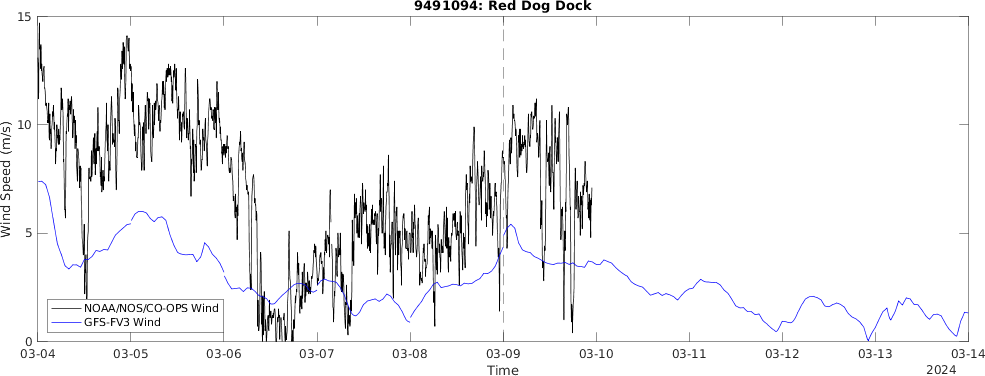 9491094: Red Dog Dock
15
10
5
0
Wind Speed (m/s)
NOAA/NOS/CO-OPS Wind
GFS-FV3 Wind
03-04 03-05 03-06 03-07 03-08 03-09 03-10 03-11 03-12 03-13 03-14
Time
2024